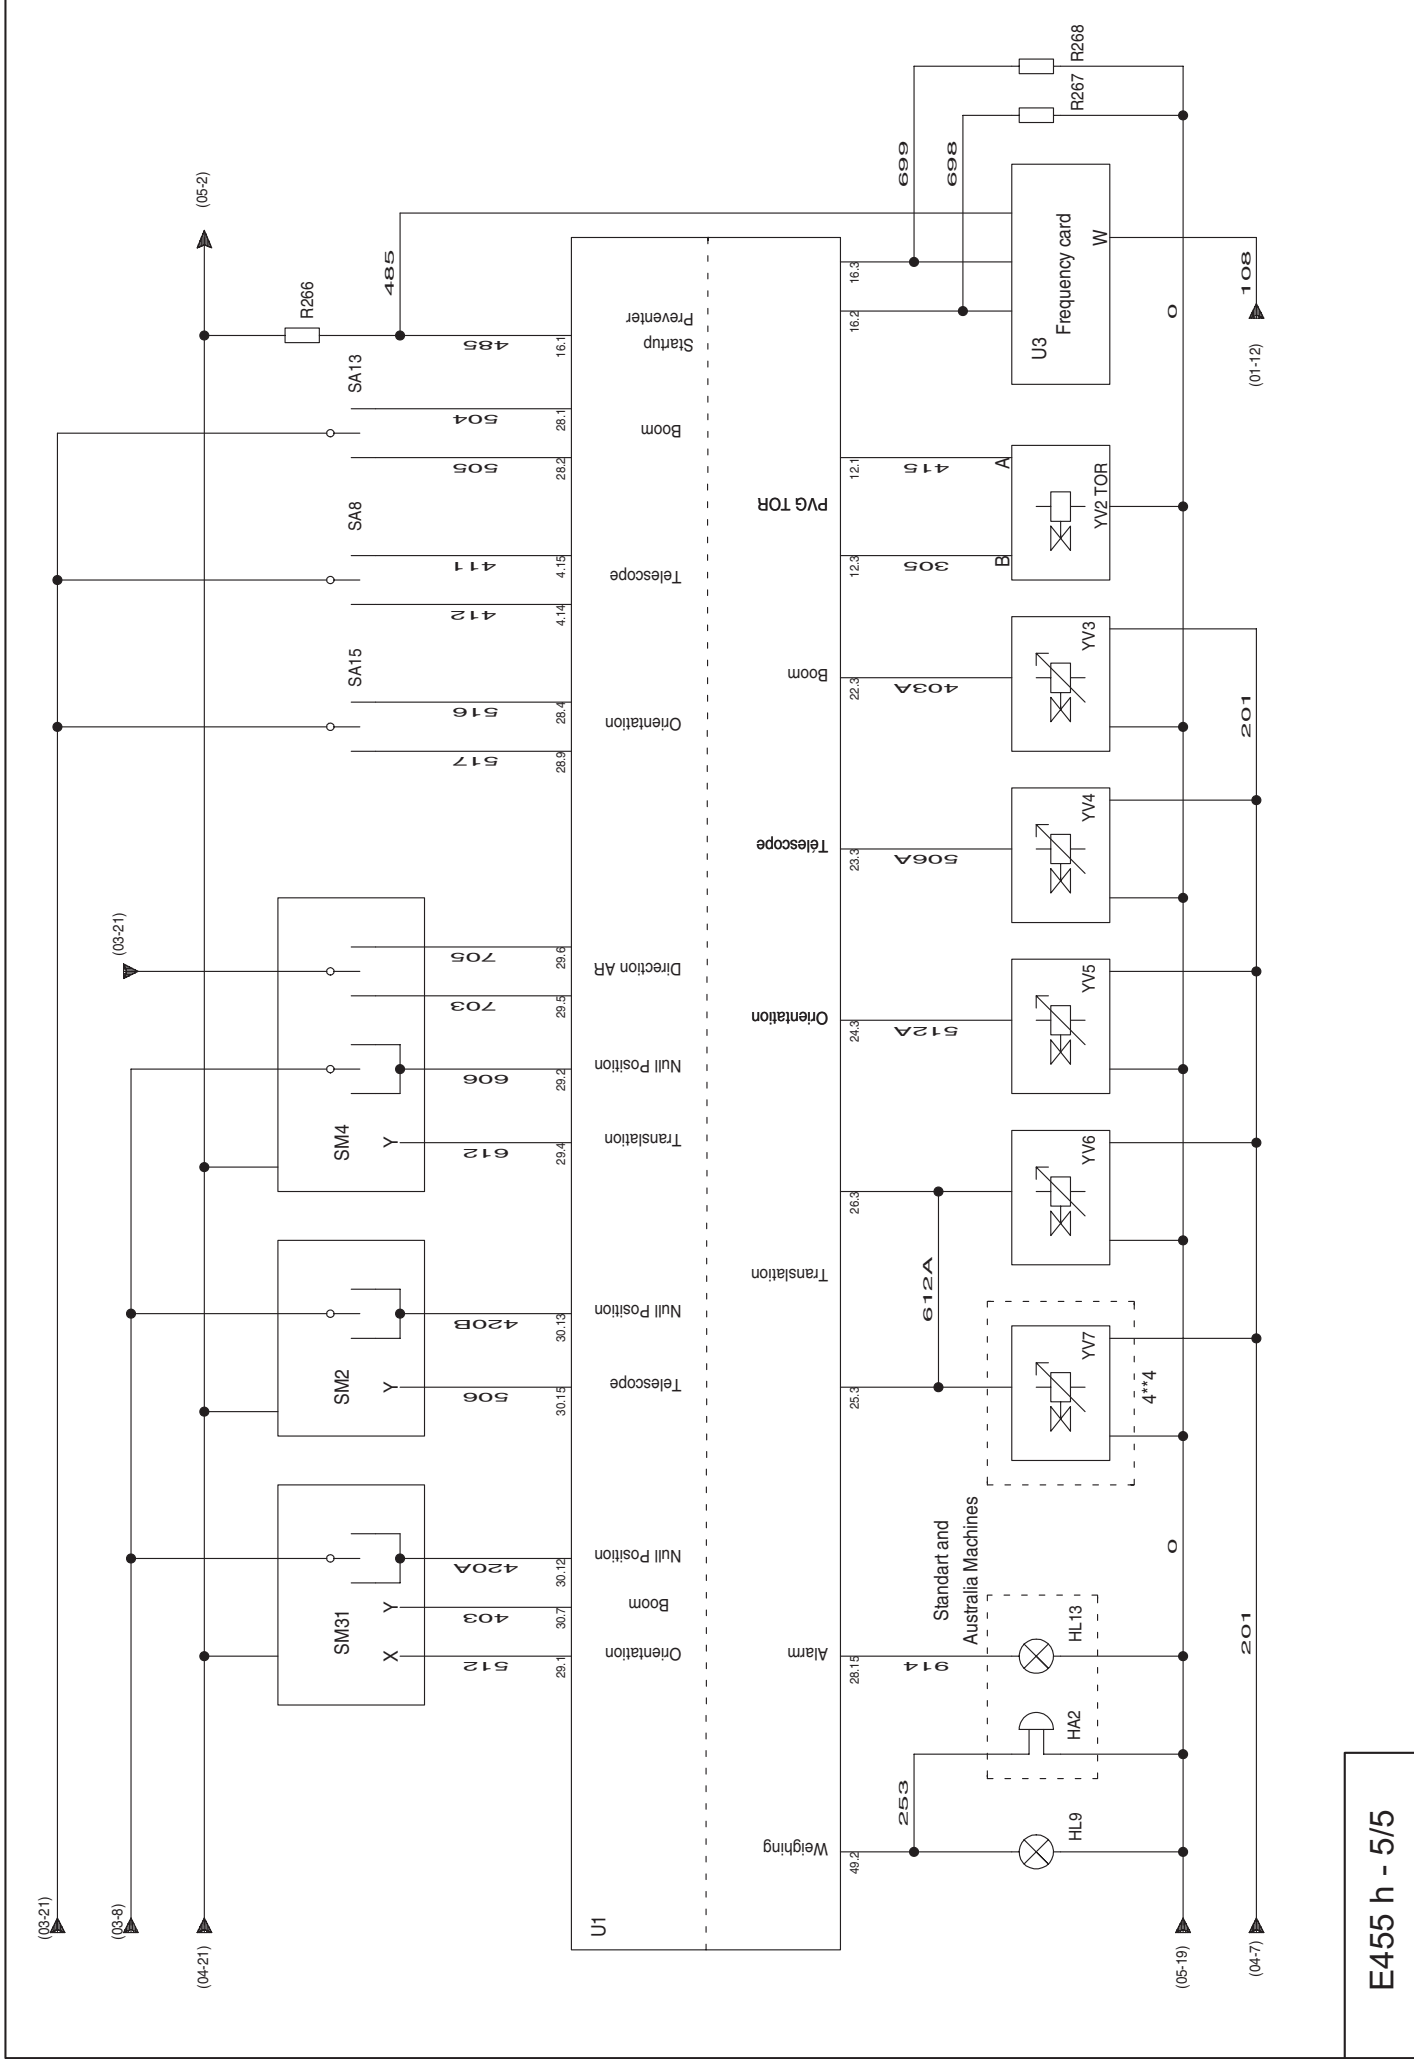 (03-21)
(03-8)
(04-21)
(03-21)
(05-2)
SM31
X
Y
SM2
Y
SM4
Y
SA15
SA8
SA13
R266
485
512
403
420A
506
420B
612
606
703
705
517
516
412
411
505
504
485
29.1
30.7
30.12
30.15
30.13
29.4
29.2
29.5
29.6
28.9
28.4
4.14
4.15
28.2
28.1
16.1
U1
Orientation
Boom
Null Position
Telescope
Null Position
Translation
Null Position
Direction AR
Orientation
Telescope
Boom
Startup
Preventer
Weighing
Alarm
Translation
Orientation
Télescope
Boom
PVG TOR
49.2
28.15
25.3
26.3
24.3
23.3
22.3
12.3
12.1
16.2
16.3
253
914
612A
512A
506A
403A
305
415
698
699
Standart and
Australia Machines
HL9
HA2
HL13
YV7
4**4
YV6
YV5
YV4
YV3
B
A
YV2 TOR
U3
Frequency card
W
R267
R268
0
0
(05-19)
201
201
(04-7)
108
(01-12)
E455 h - 5/5